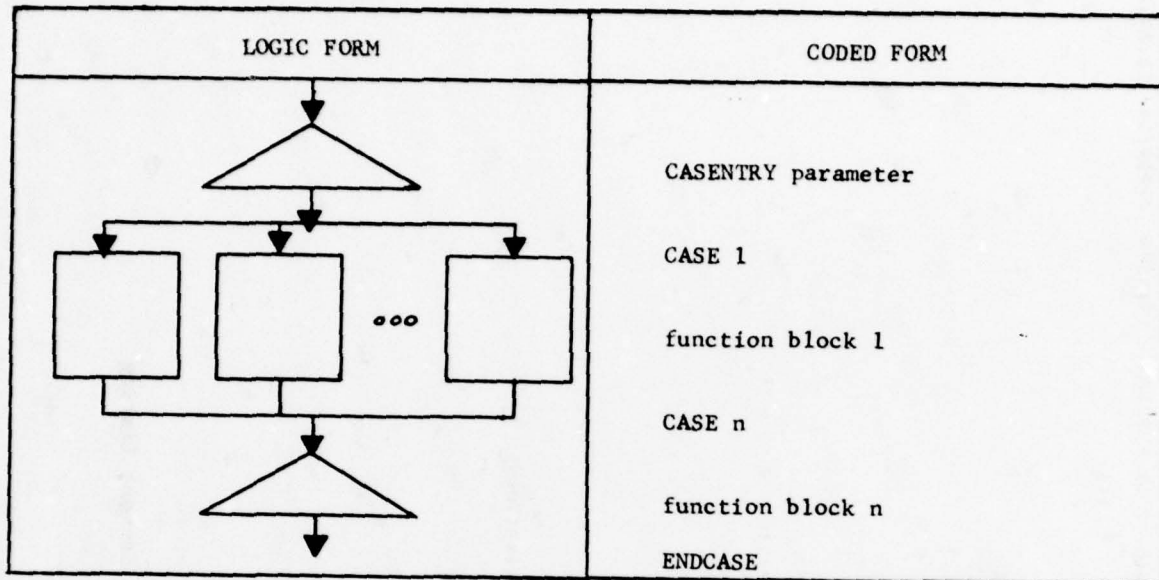 LOGIC FORM
CODED FORM
CASENTRY parameter
CASE 1
function block 1
CASE n
function block n
ENDCASE